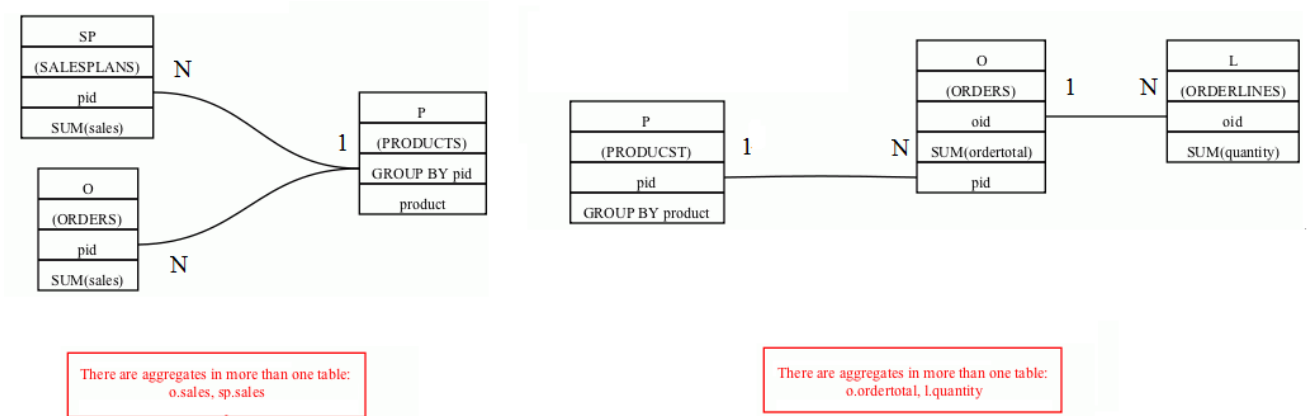 SP
(SALESPLANS)
pid
SUM(sales)
N
O
(ORDERS)
pid
SUM(sales)
N
1
P
(PRODUCTS)
GROUP BY pid
product
There are aggregates in more than one table:
o.sales, sp.sales
P
(PRODUCST)
pid
GROUP BY product
1
N
O
(ORDERS)
oid
SUM(ordertotal)
pid
1
N
L
(ORDERLINES)
oid
SUM(quantity)
There are aggregates in more than one table:
o.ordertotal, l.quantity